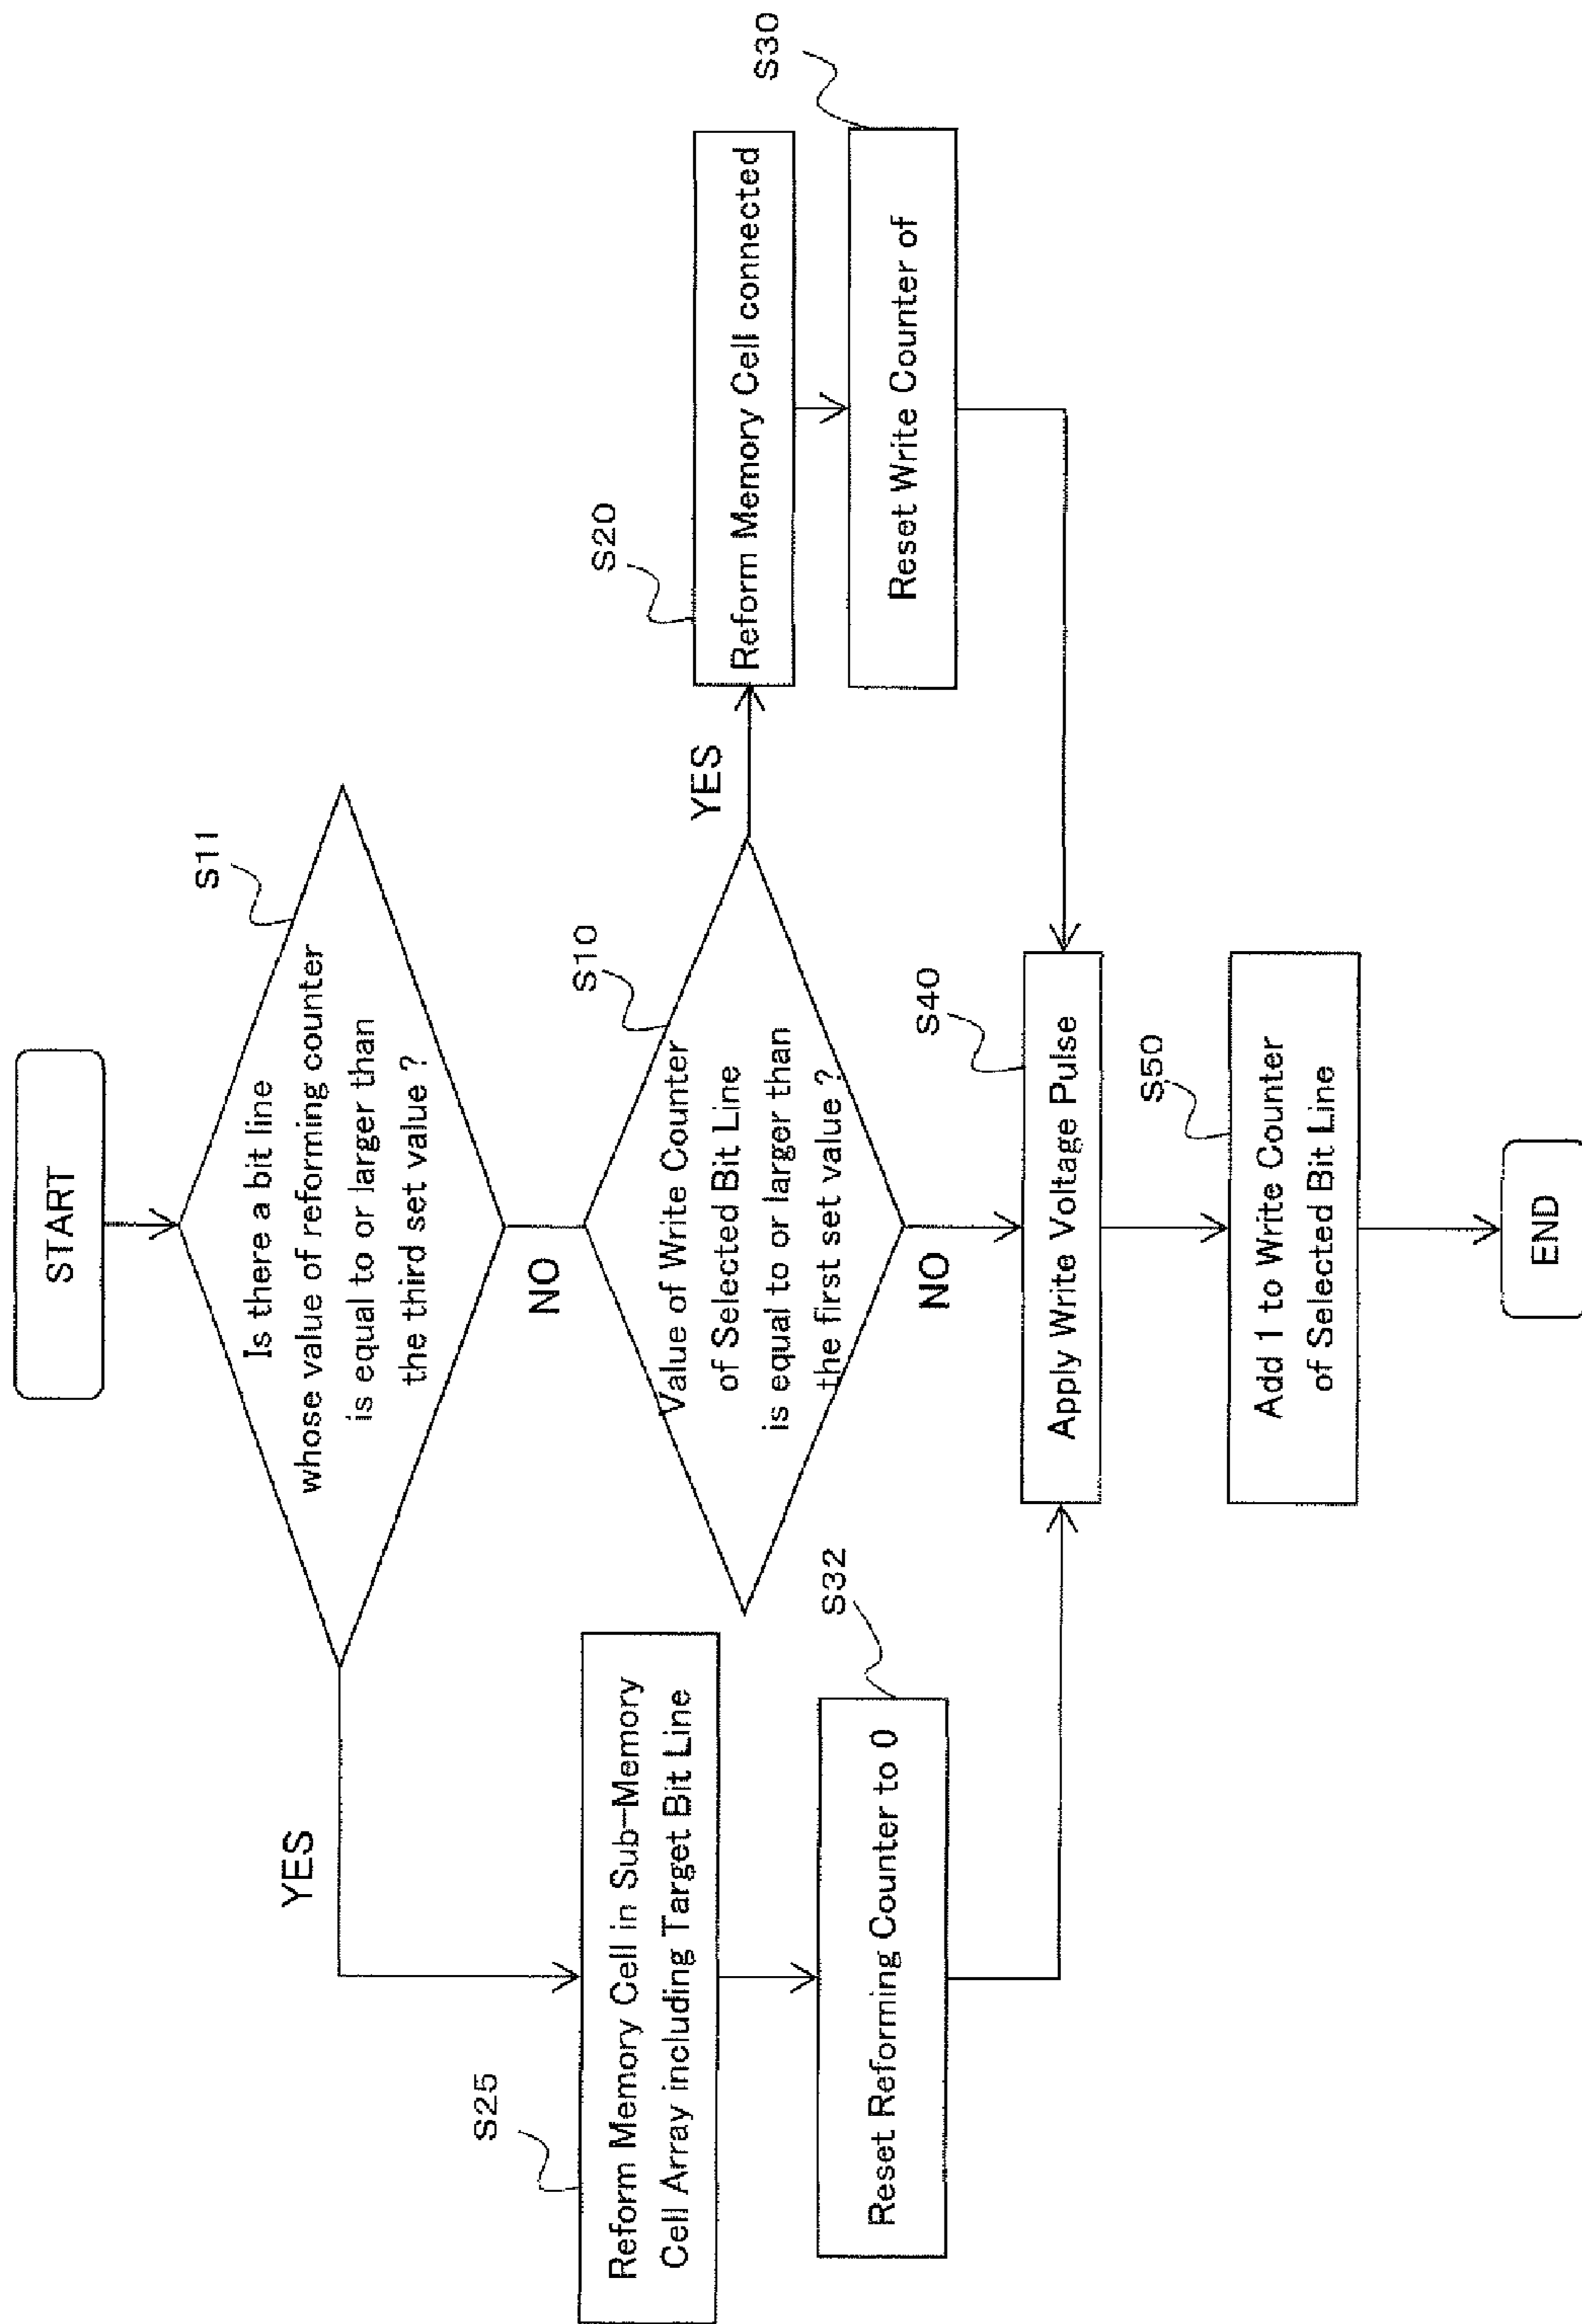 START
S11
Is there a bit line
whose value of reforming counter
is equal to or larger than
the third set value ?
YES
NO
S25
Reform Memory Cell in Sub-Memory
Cell Array including Target Bit Line
S32
Reset Reforming Counter to 0
S10
Value of Write Counter
of Selected Bit Line
is equal to or larger than
the first set value ?
YES
NO
S20
Reform Memory Cell connected
S30
Reset Write Counter of
S40
Apply Write Voltage Pulse
S50
Add 1 to Write Counter
of Selected Bit Line
END